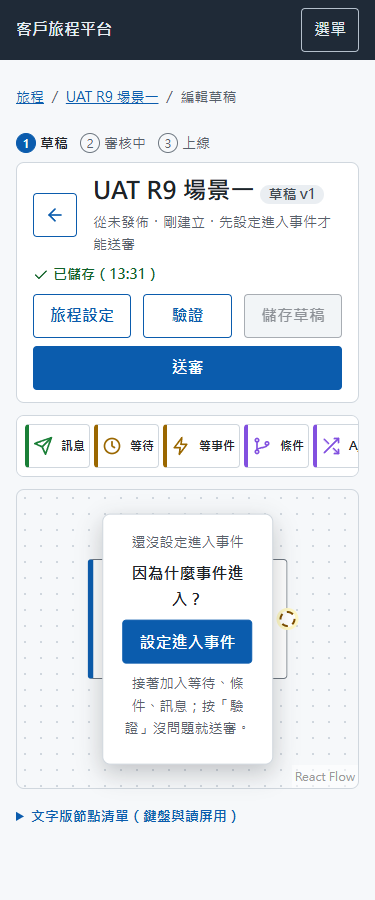 客戶旅程平台
選單
旅程 / UAT R9 場景一 / 編輯草稿
1 草稿 2 審核中 3 上線
UAT R9 場景一 草稿 v1
從未發佈．剛建立．先設定進入事件才
能送審
已儲存（13:31）
旅程設定 驗證 儲存草稿
送審
訊息 等待 等事件 條件 A
還沒設定進入事件
因為什麼事件進
入？
設定進入事件
接著加入等待、條
件、訊息；按「驗
證」沒問題就送審。
React Flow
文字版節點清單（鍵盤與讀屏用）